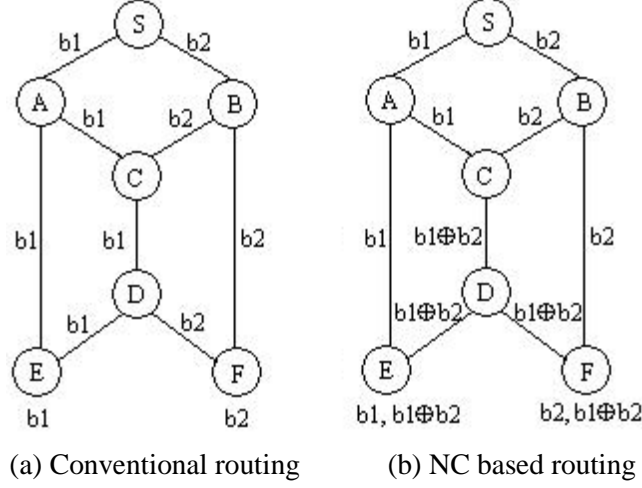 S S
b1 b2 b1 b2
A B A B
b1 b2 b1 b2
C C
b1 b1 b2 b1 b1⊕b2 b2
D D
b1 b2 b1⊕b2 b1⊕b2
E F E F
b1 b2 b1, b1⊕b2 b2, b1⊕b2
(a) Conventional routing (b) NC based routing